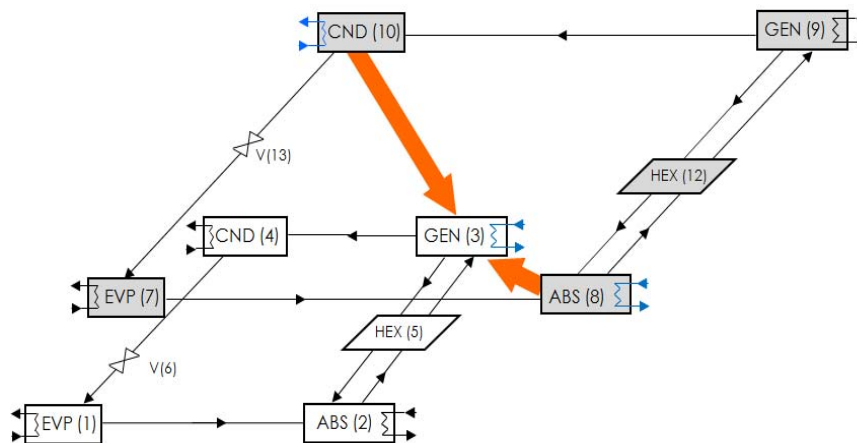 CND (10)
GEN (9)
V(13)
HEX (12)
CND (4)
GEN (3)
EVP (7)
ABS (8)
HEX (5)
V(6)
EVP (1)
ABS (2)